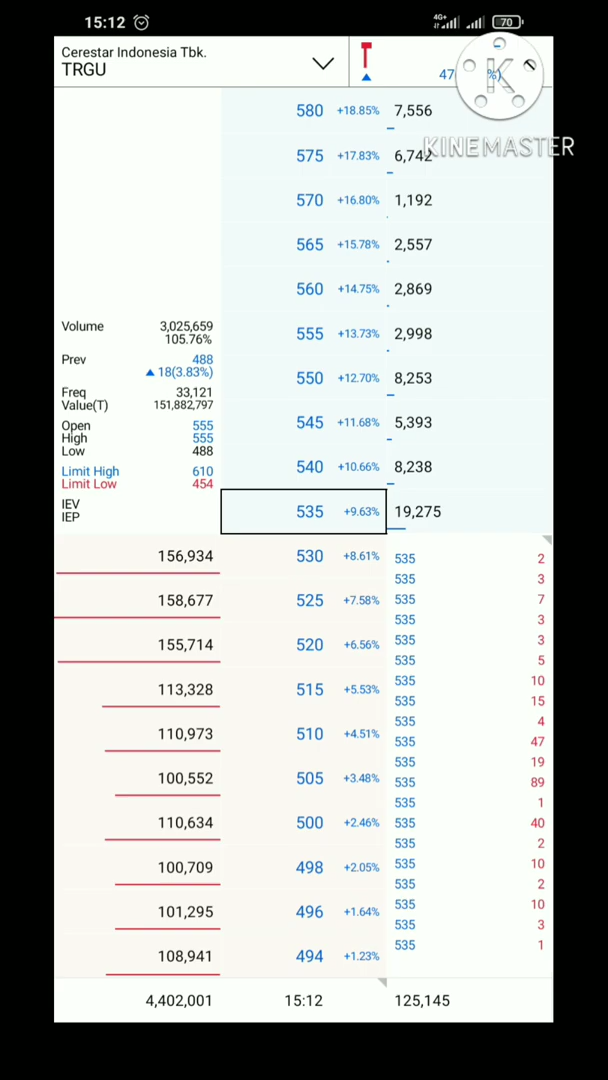 15:12
4G+
70
Cerestar Indonesia Tbk.
TRGU
T
47
%)
K
KINEMASTER
580 +18.85% 7,556
575 +17.83% 6,742
570 +16.80% 1,192
565 +15.78% 2,557
560 +14.75% 2,869
555 +13.73% 2,998
550 +12.70% 8,253
545 +11.68% 5,393
540 +10.66% 8,238
535 +9.63% 19,275
Volume 3,025,659
105.76%
Prev 488
▲ 18(3.83%)
Freq 33,121
Value(T) 151,882,797
Open 555
High 555
Low 488
Limit High 610
Limit Low 454
IEV
IEP
156,934 530 +8.61%
158,677 525 +7.58%
155,714 520 +6.56%
113,328 515 +5.53%
110,973 510 +4.51%
100,552 505 +3.48%
110,634 500 +2.46%
100,709 498 +2.05%
101,295 496 +1.64%
108,941 494 +1.23%
535 2
535 3
535 7
535 3
535 3
535 5
535 10
535 15
535 4
535 47
535 19
535 89
535 1
535 40
535 2
535 10
535 2
535 10
535 3
535 1
4,402,001 15:12 125,145